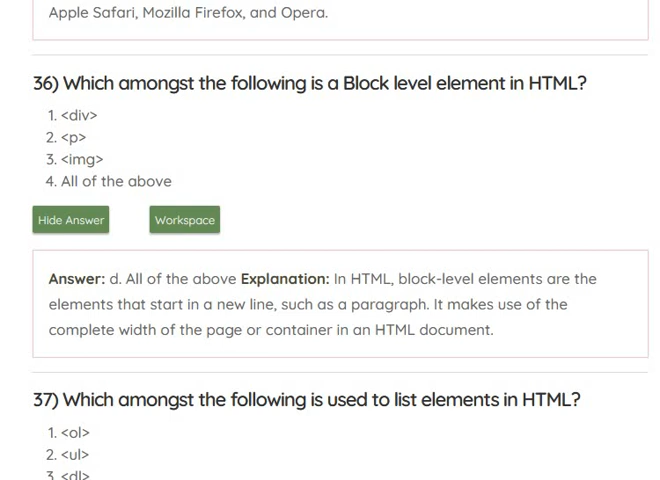 Apple Safari, Mozilla Firefox, and Opera.
36) Which amongst the following is a Block level element in HTML?
1. <div>
2. <p>
3. <img>
4. All of the above
Hide Answer Workspace
Answer: d. All of the above Explanation: In HTML, block-level elements are the
elements that start in a new line, such as a paragraph. It makes use of the
complete width of the page or container in an HTML document.
37) Which amongst the following is used to list elements in HTML?
1. <ol>
2. <ul>
3. <dl>